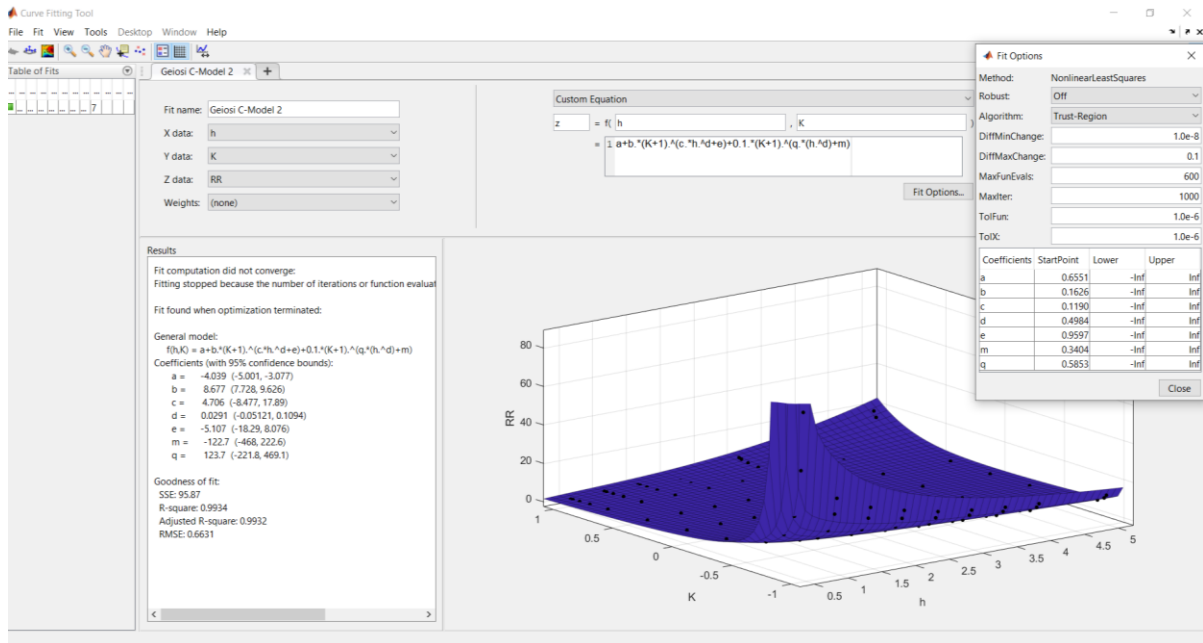 Curve Fitting Tool
File Fit View Tools Desktop Window Help
Table of Fits
7
Geiosi C-Model 2
Fit name: Geiosi C-Model 2
X data: h
Y data: K
Z data: RR
Weights: (none)
Custom Equation
z = f( h , K )
= 1 a+b.*(K+1).^(c.*h.^d+e)+0.1.*(K+1).^(q.*(h.^d)+m)
Fit Options...
Results
Fit computation did not converge:
Fitting stopped because the number of iterations or function evaluat
Fit found when optimization terminated:
General model:
f(h,K) = a+b.*(K+1).^(c.*h.^d+e)+0.1.*(K+1).^(q.*(h.^d)+m)
Coefficients (with 95% confidence bounds):
a = -4.039 (-5.001, -3.077)
b = 8.677 (7.728, 9.626)
c = 4.706 (-8.477, 17.89)
d = 0.0291 (-0.05121, 0.1094)
e = -5.107 (-18.29, 8.076)
m = -122.7 (-468, 222.6)
q = 123.7 (-221.8, 469.1)
Goodness of fit:
SSE: 95.87
R-square: 0.9934
Adjusted R-square: 0.9932
RMSE: 0.6631
80
60
40
20
0
RR
1
0.5
0
-0.5
-1
K
0.5
1
1.5
2
2.5
3
3.5
4
4.5
5
h
Fit Options
Method: NonlinearLeastSquares
Robust: Off
Algorithm: Trust-Region
DiffMinChange: 1.0e-8
DiffMaxChange: 0.1
MaxFunEvals: 600
MaxIter: 1000
TolFun: 1.0e-6
TolX: 1.0e-6
Coefficients StartPoint Lower Upper
a 0.6551 -Inf Inf
b 0.1626 -Inf Inf
c 0.1190 -Inf Inf
d 0.4984 -Inf Inf
e 0.9597 -Inf Inf
m 0.3404 -Inf Inf
q 0.5853 -Inf Inf
Close